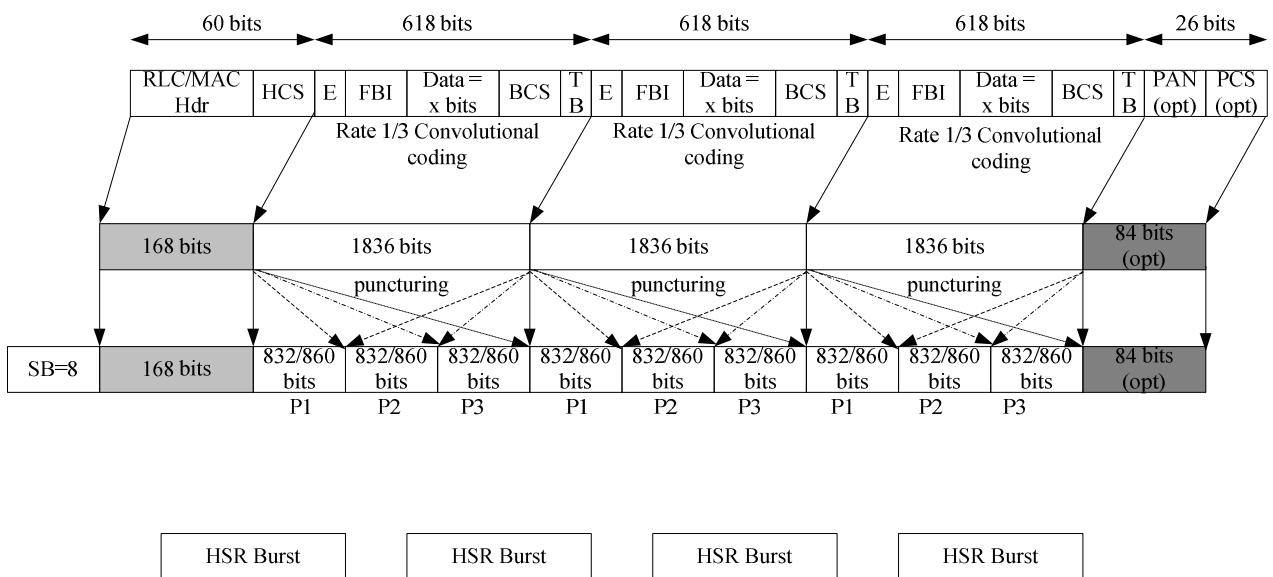 60 bits
618 bits
618 bits
618 bits
26 bits
RLC/MAC
Hdr
HCS
E
FBI
Data =
x bits
BCS
T
B
E
FBI
Data =
x bits
BCS
T
B
E
FBI
Data =
x bits
BCS
T
B
PAN
(opt)
PCS
(opt)
Rate 1/3 Convolutional
coding
Rate 1/3 Convolutional
coding
Rate 1/3 Convolutional
coding
168 bits
1836 bits
1836 bits
1836 bits
84 bits
(opt)
puncturing
puncturing
puncturing
SB=8
168 bits
832/860
bits
832/860
bits
832/860
bits
832/860
bits
832/860
bits
832/860
bits
832/860
bits
832/860
bits
832/860
bits
84 bits
(opt)
P1
P2
P3
P1
P2
P3
P1
P2
P3
HSR Burst
HSR Burst
HSR Burst
HSR Burst